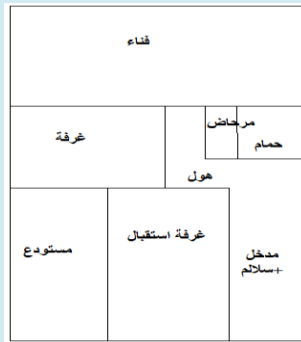 فناء
مرحاض
غرفة
حمام
هول
غرفة استقبال
مستودع
مدخل
+سلالم